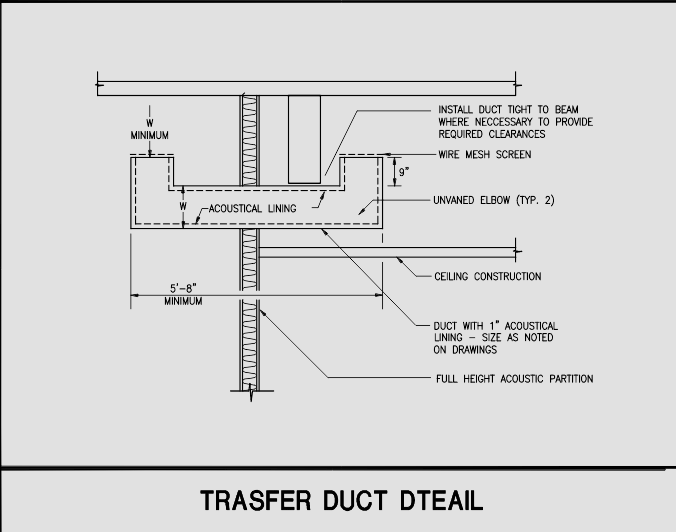 INSTALL DUCT TIGHT TO BEAM
WHERE NECCESSARY TO PROVIDE
REQUIRED CLEARANCES
W
MINIMUM
WIRE MESH SCREEN
9"
UNVANED ELBOW (TYP. 2)
W
ACOUSTICAL LINING
CEILING CONSTRUCTION
5'-8"
MINIMUM
DUCT WITH 1" ACOUSTICAL
LINING - SIZE AS NOTED
ON DRAWINGS
FULL HEIGHT ACOUSTIC PARTITION
TRASFER DUCT DTEAIL